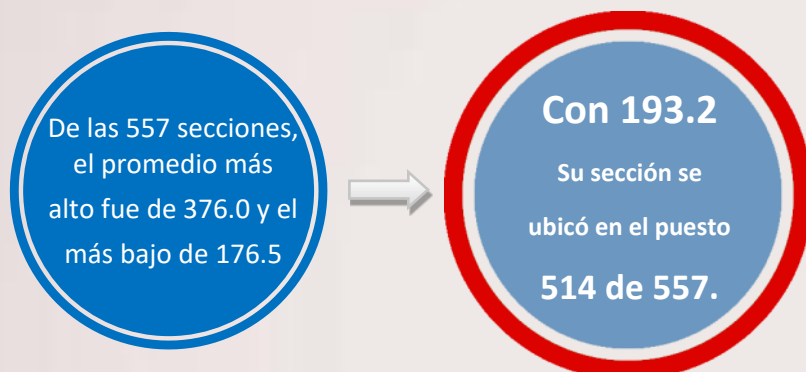 De las 557 secciones,
el promedio más
alto fue de 376.0 y el
más bajo de 176.5
Con 193.2
Su sección se
ubicó en el puesto
514 de 557.